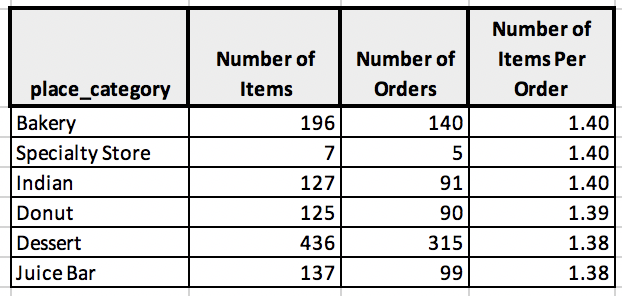 place_category Number of Items Number of Orders Number of Items Per Order
Bakery 196 140 1.40
Specialty Store 7 5 1.40
Indian 127 91 1.40
Donut 125 90 1.39
Dessert 436 315 1.38
Juice Bar 137 99 1.38